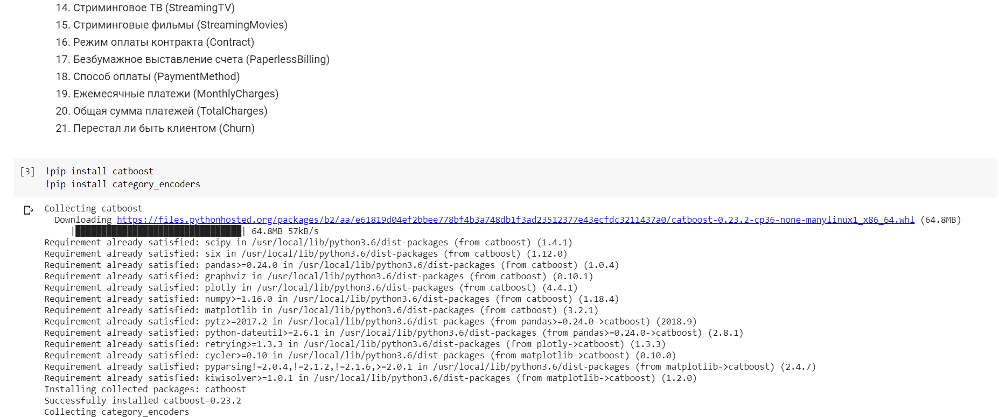 14. Стриминговое ТВ (StreamingTV)
15. Стриминговые фильмы (StreamingMovies)
16. Режим оплаты контракта (Contract)
17. Безбумажное выставление счета (PaperlessBilling)
18. Способ оплаты (PaymentMethod)
19. Ежемесячные платежи (MonthlyCharges)
20. Общая сумма платежей (TotalCharges)
21. Перестал ли быть клиентом (Churn)
[3] !pip install catboost
!pip install category_encoders
Collecting catboost
Downloading https://files.pythonhosted.org/packages/b2/aa/e61819d04ef2bbee778bf4b3a748db1f3ad23512377e43ecfdc3211437a0/catboost-0.23.2-cp36-none-manylinux1_x86_64.whl (64.8MB)
|████████████████████████████████| 64.8MB 57kB/s
Requirement already satisfied: scipy in /usr/local/lib/python3.6/dist-packages (from catboost) (1.4.1)
Requirement already satisfied: six in /usr/local/lib/python3.6/dist-packages (from catboost) (1.12.0)
Requirement already satisfied: pandas>=0.24.0 in /usr/local/lib/python3.6/dist-packages (from catboost) (1.0.4)
Requirement already satisfied: graphviz in /usr/local/lib/python3.6/dist-packages (from catboost) (0.10.1)
Requirement already satisfied: plotly in /usr/local/lib/python3.6/dist-packages (from catboost) (4.4.1)
Requirement already satisfied: numpy>=1.16.0 in /usr/local/lib/python3.6/dist-packages (from catboost) (1.18.4)
Requirement already satisfied: matplotlib in /usr/local/lib/python3.6/dist-packages (from catboost) (3.2.1)
Requirement already satisfied: pytz>=2017.2 in /usr/local/lib/python3.6/dist-packages (from pandas>=0.24.0->catboost) (2018.9)
Requirement already satisfied: python-dateutil>=2.6.1 in /usr/local/lib/python3.6/dist-packages (from pandas>=0.24.0->catboost) (2.8.1)
Requirement already satisfied: retrying>=1.3.3 in /usr/local/lib/python3.6/dist-packages (from plotly->catboost) (1.3.3)
Requirement already satisfied: cycler>=0.10 in /usr/local/lib/python3.6/dist-packages (from matplotlib->catboost) (0.10.0)
Requirement already satisfied: pyparsing!=2.0.4,!=2.1.2,!=2.1.6,>=2.0.1 in /usr/local/lib/python3.6/dist-packages (from matplotlib->catboost) (2.4.7)
Requirement already satisfied: kiwisolver>=1.0.1 in /usr/local/lib/python3.6/dist-packages (from matplotlib->catboost) (1.2.0)
Installing collected packages: catboost
Successfully installed catboost-0.23.2
Collecting category_encoders